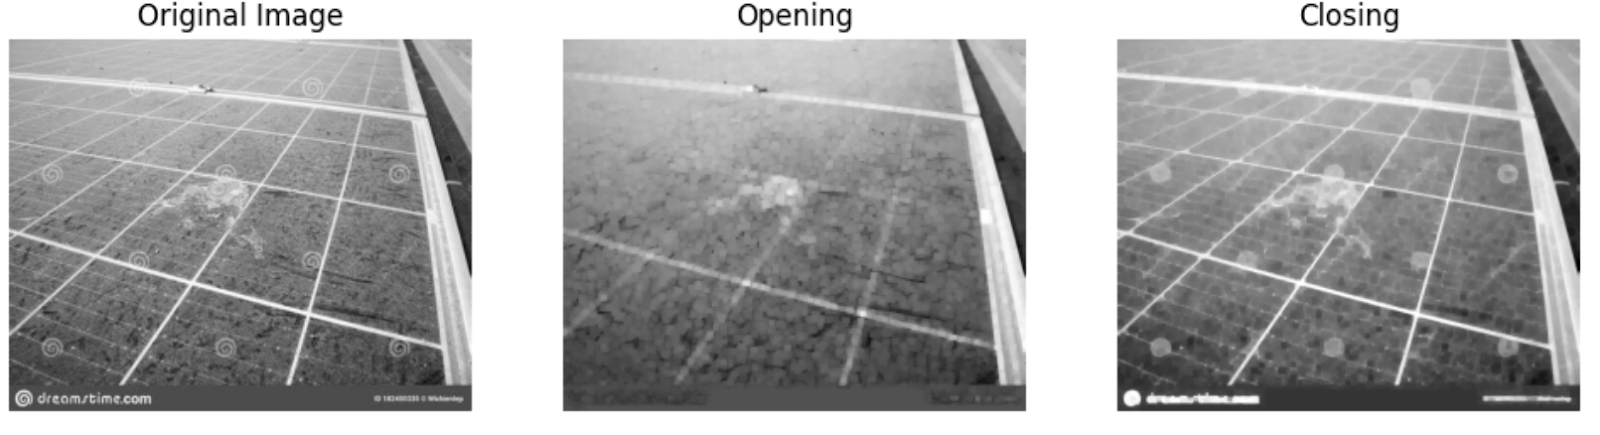 Original Image
Opening
Closing
dreamstime.com